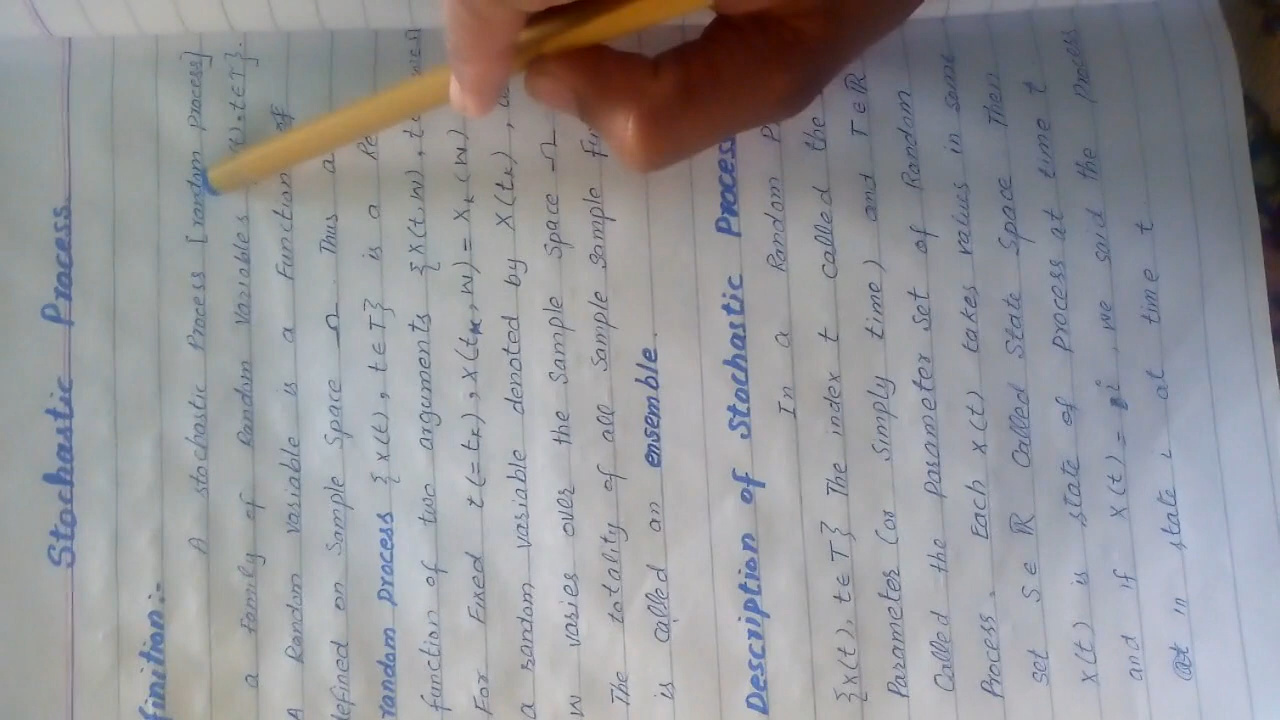 Stochastic Process.
finition:-
A stochastic Process [random process]
a family of Random Variables t). t∈T}.
A Random Variable is a Function of
defined on Sample Space Ω. Thus a
random process {x(t), t∈T} is a Re
function of two arguments {x(t,w), t∈
For Fixed t(=tₖ), x(tₖ,w) = xₖ(w)
a random variable denoted by x(tₖ),
w varies over the Sample Space Ω
The totality of all Sample Sample Fu
is called an ensemble.
Description of Stochastic Process
In a Random P
{x(t), t∈T} The index t called the
Parameter (or simply time) and T∈ℝ
Called the parameter set of Random
Process. Each x(t) takes values in some
set S∈ℝ Called State Space Then
x(t) is state of process at time t
and if x(t) = i, we said the process
at in state i at time t